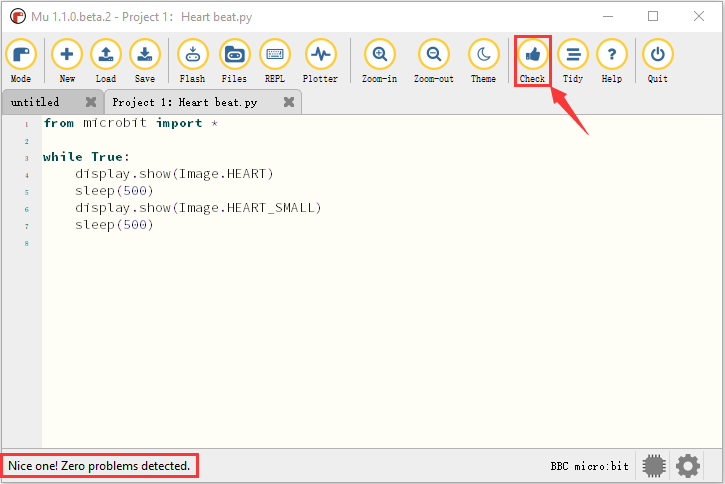 Mu 1.1.0.beta.2 - Project 1： Heart beat.py
Mode New Load Save Flash Files REPL Plotter Zoom-in Zoom-out Theme Check Tidy Help Quit
untitled Project 1: Heart beat.py
1 from microbit import *
2
3 while True:
4 display.show(Image.HEART)
5 sleep(500)
6 display.show(Image.HEART_SMALL)
7 sleep(500)
8
Nice one! Zero problems detected. BBC micro:bit